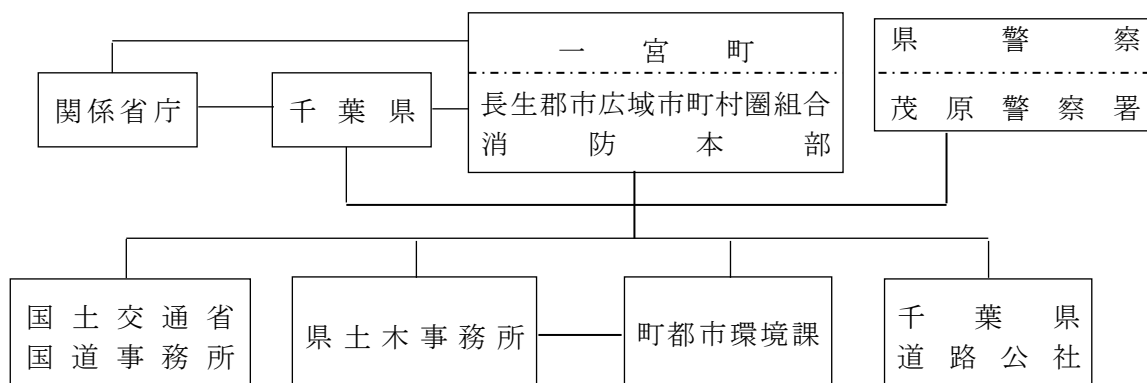 一宮町
長生郡市広域市町村圏組合
消防本部
県警察
茂原警察署
関係省庁
千葉県
国土交通省
国道事務所
県土木事務所
町都市環境課
千葉県
道路公社